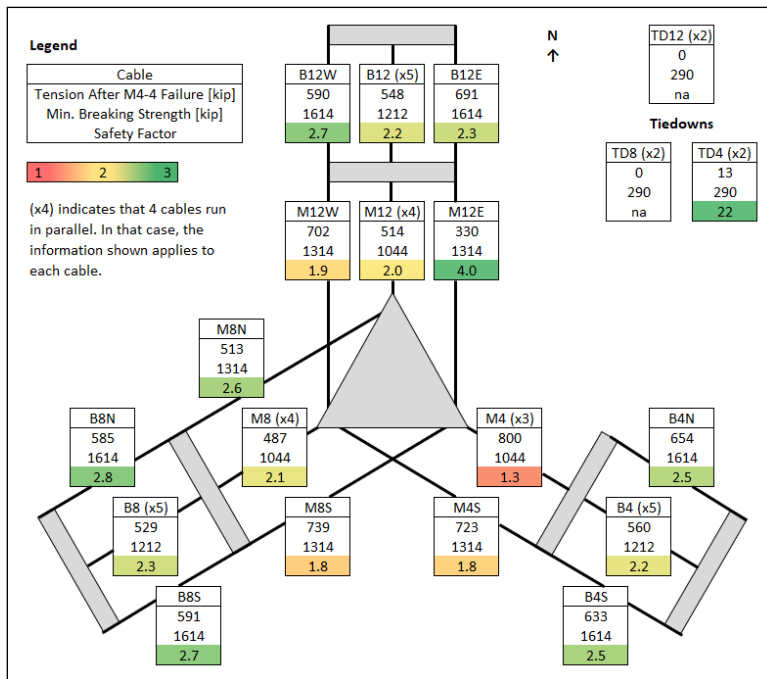 Legend
Cable
Tension After M4-4 Failure [kip]
Min. Breaking Strength [kip]
Safety Factor
1 2 3
(x4) indicates that 4 cables run
in parallel. In that case, the
information shown applies to
each cable.
N
↑
TD12 (x2)
0
290
na
Tiedowns
TD8 (x2)
0
290
na
TD4 (x2)
13
290
22
B12W
590
1614
2.7
B12 (x5)
548
1212
2.2
B12E
691
1614
2.3
M12W
702
1314
1.9
M12 (x4)
514
1044
2.0
M12E
330
1314
4.0
M8N
513
1314
2.6
B8N
585
1614
2.8
M8 (x4)
487
1044
2.1
M4 (x3)
800
1044
1.3
B4N
654
1614
2.5
B8 (x5)
529
1212
2.3
M8S
739
1314
1.8
M4S
723
1314
1.8
B4 (x5)
560
1212
2.2
B8S
591
1614
2.7
B4S
633
1614
2.5